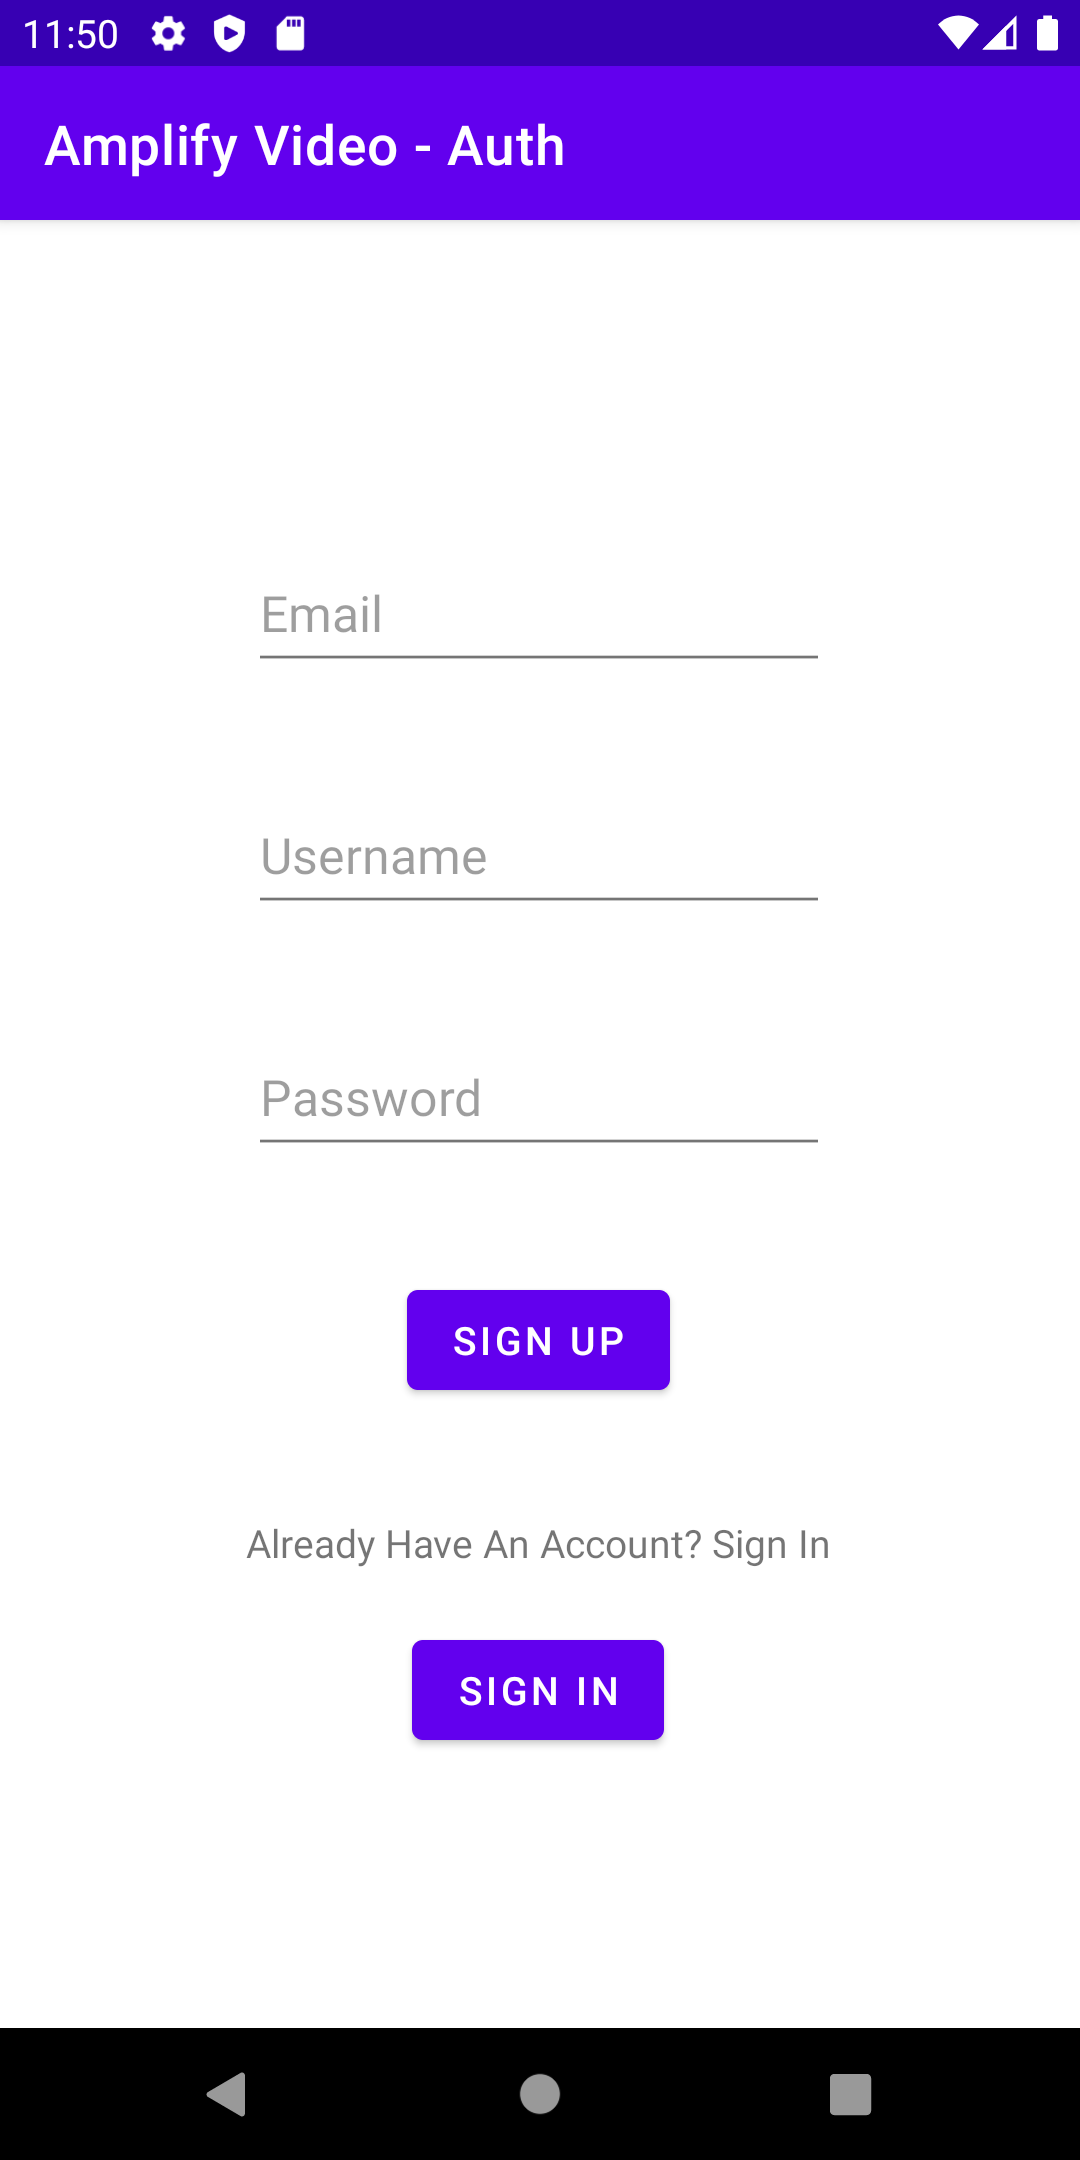 11:50
Amplify Video - Auth
Email
Username
Password
SIGN UP
Already Have An Account? Sign In
SIGN IN